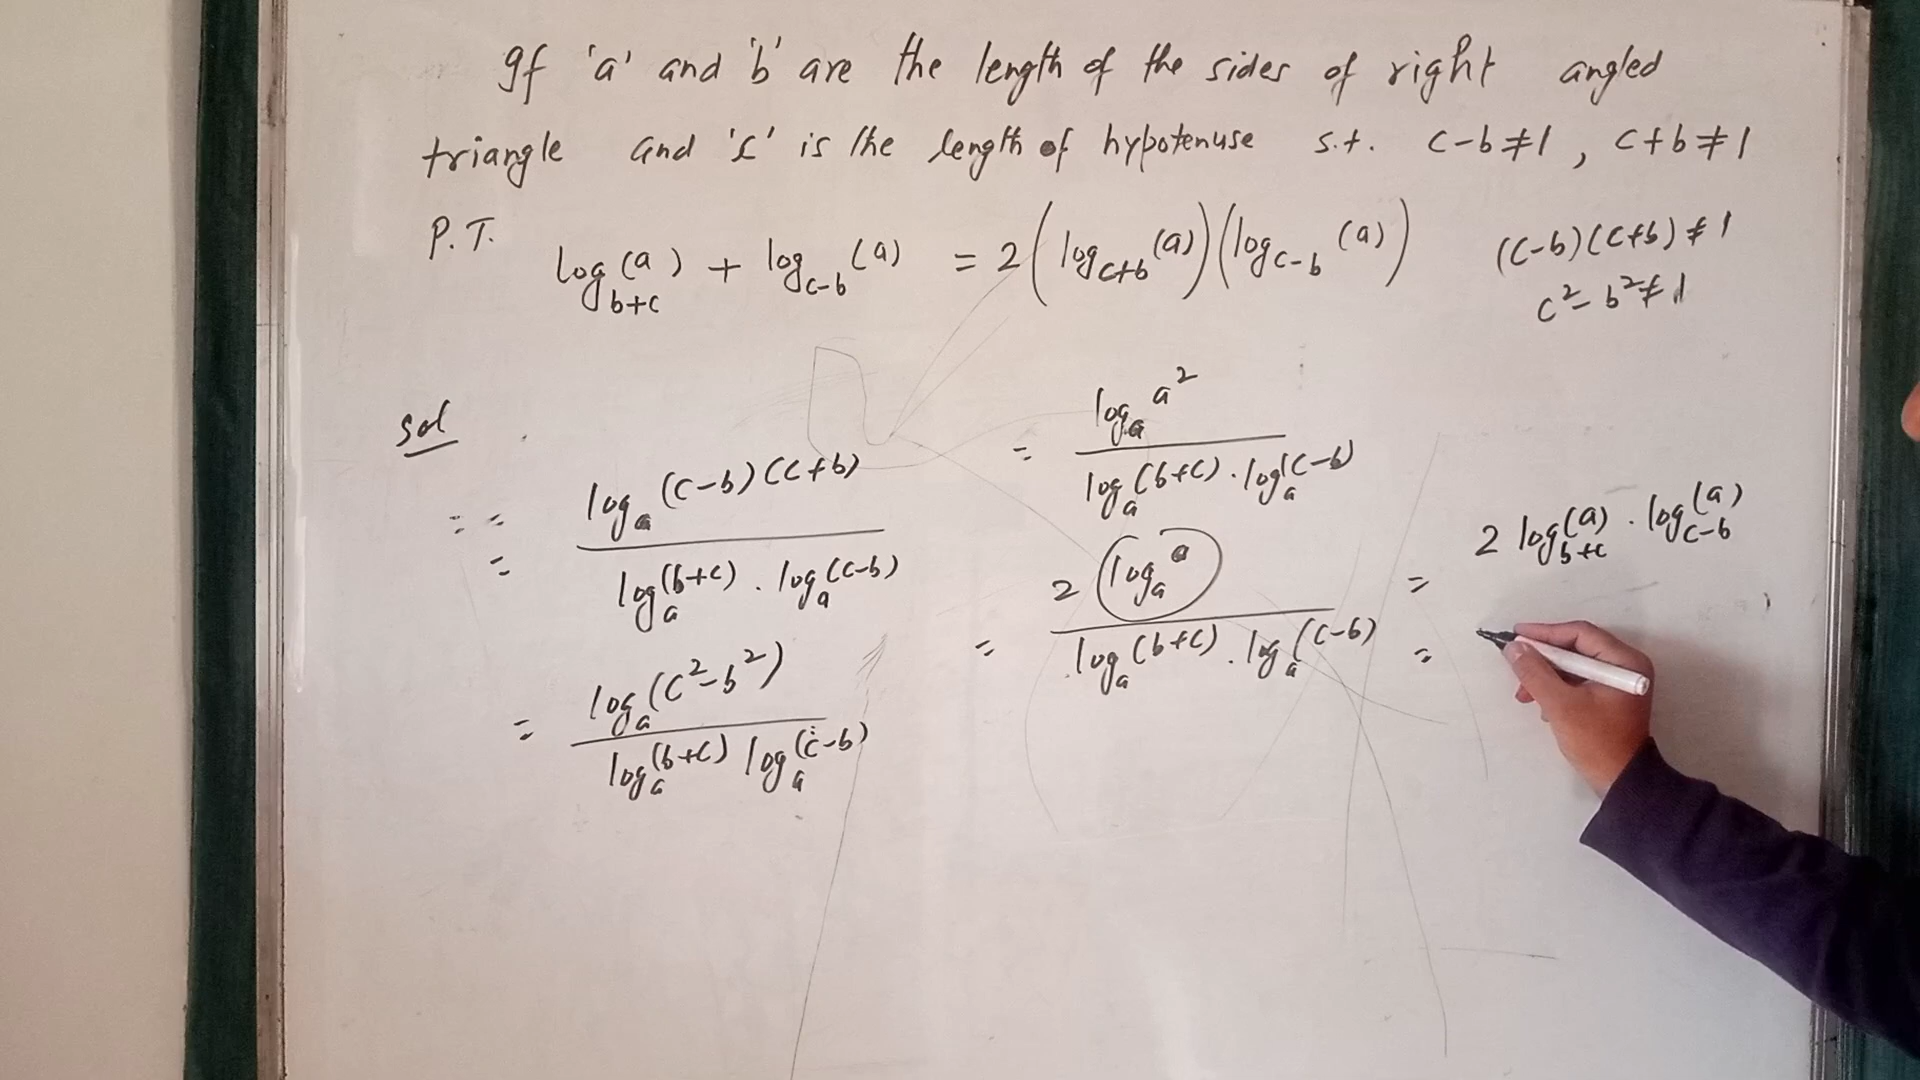 If 'a' and 'b' are the length of the sides of right angled
triangle and 'c' is the length of hypotenuse s.t. c-b≠1, c+b≠1
P.T. log_{b+c}(a) + log_{c-b}(a) = 2(log_{c+b}(a))(log_{c-b}(a))
(c-b)(c+b)≠1
c²-b²≠1
Sol
= = = log_a (c-b)(c+b) / log_a(b+c) . log_a(c-b)
= log_a(c²-b²) / log_a(b+c) log_a(c-b)
= log_a a² / log_a(b+c) . log_a(c-b)
= 2 log_a a / log_a(b+c) . log_a(c-b)
= 2 log_{b+c}(a) . log_{c-b}(a)
=